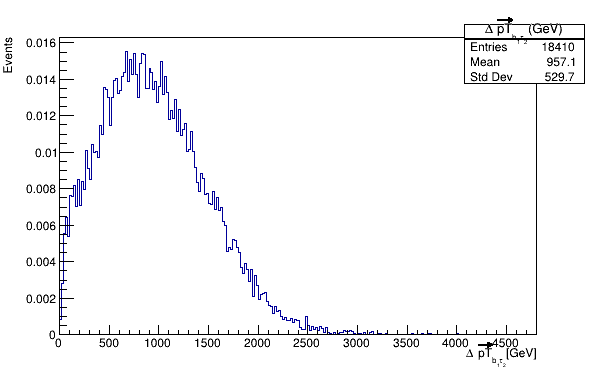 Δ pT b₁τ₂ (GeV)
Entries 18410
Mean 957.1
Std Dev 529.7
Events
0.016
0.014
0.012
0.01
0.008
0.006
0.004
0.002
0
0 500 1000 1500 2000 2500 3000 3500 4000 4500
Δ pT b₁τ₂ [GeV]